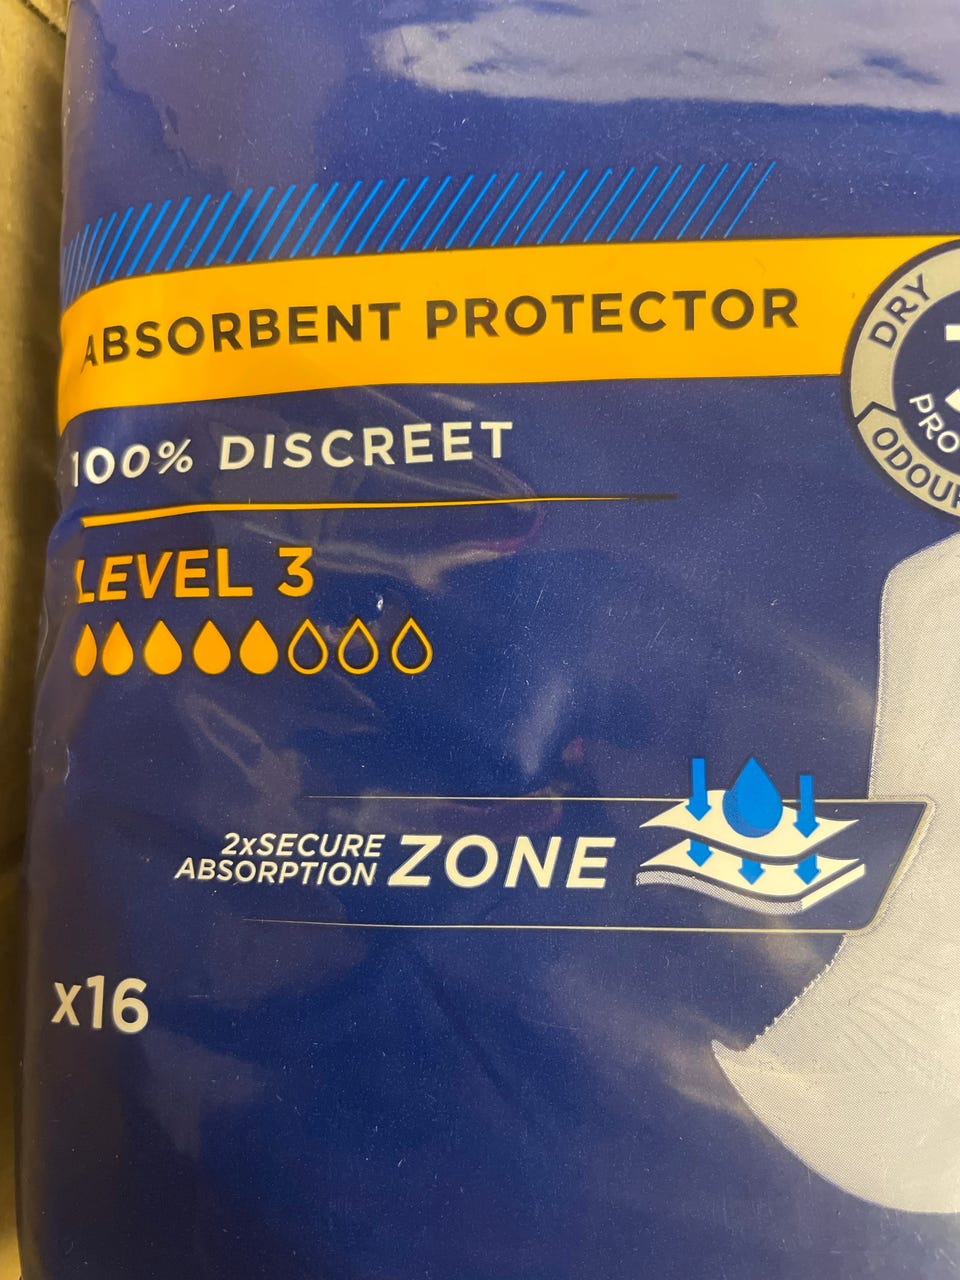 ABSORBENT PROTECTOR
DRY
PRO
ODOUR
100% DISCREET
LEVEL 3
2xSECURE
ABSORPTION ZONE
x16